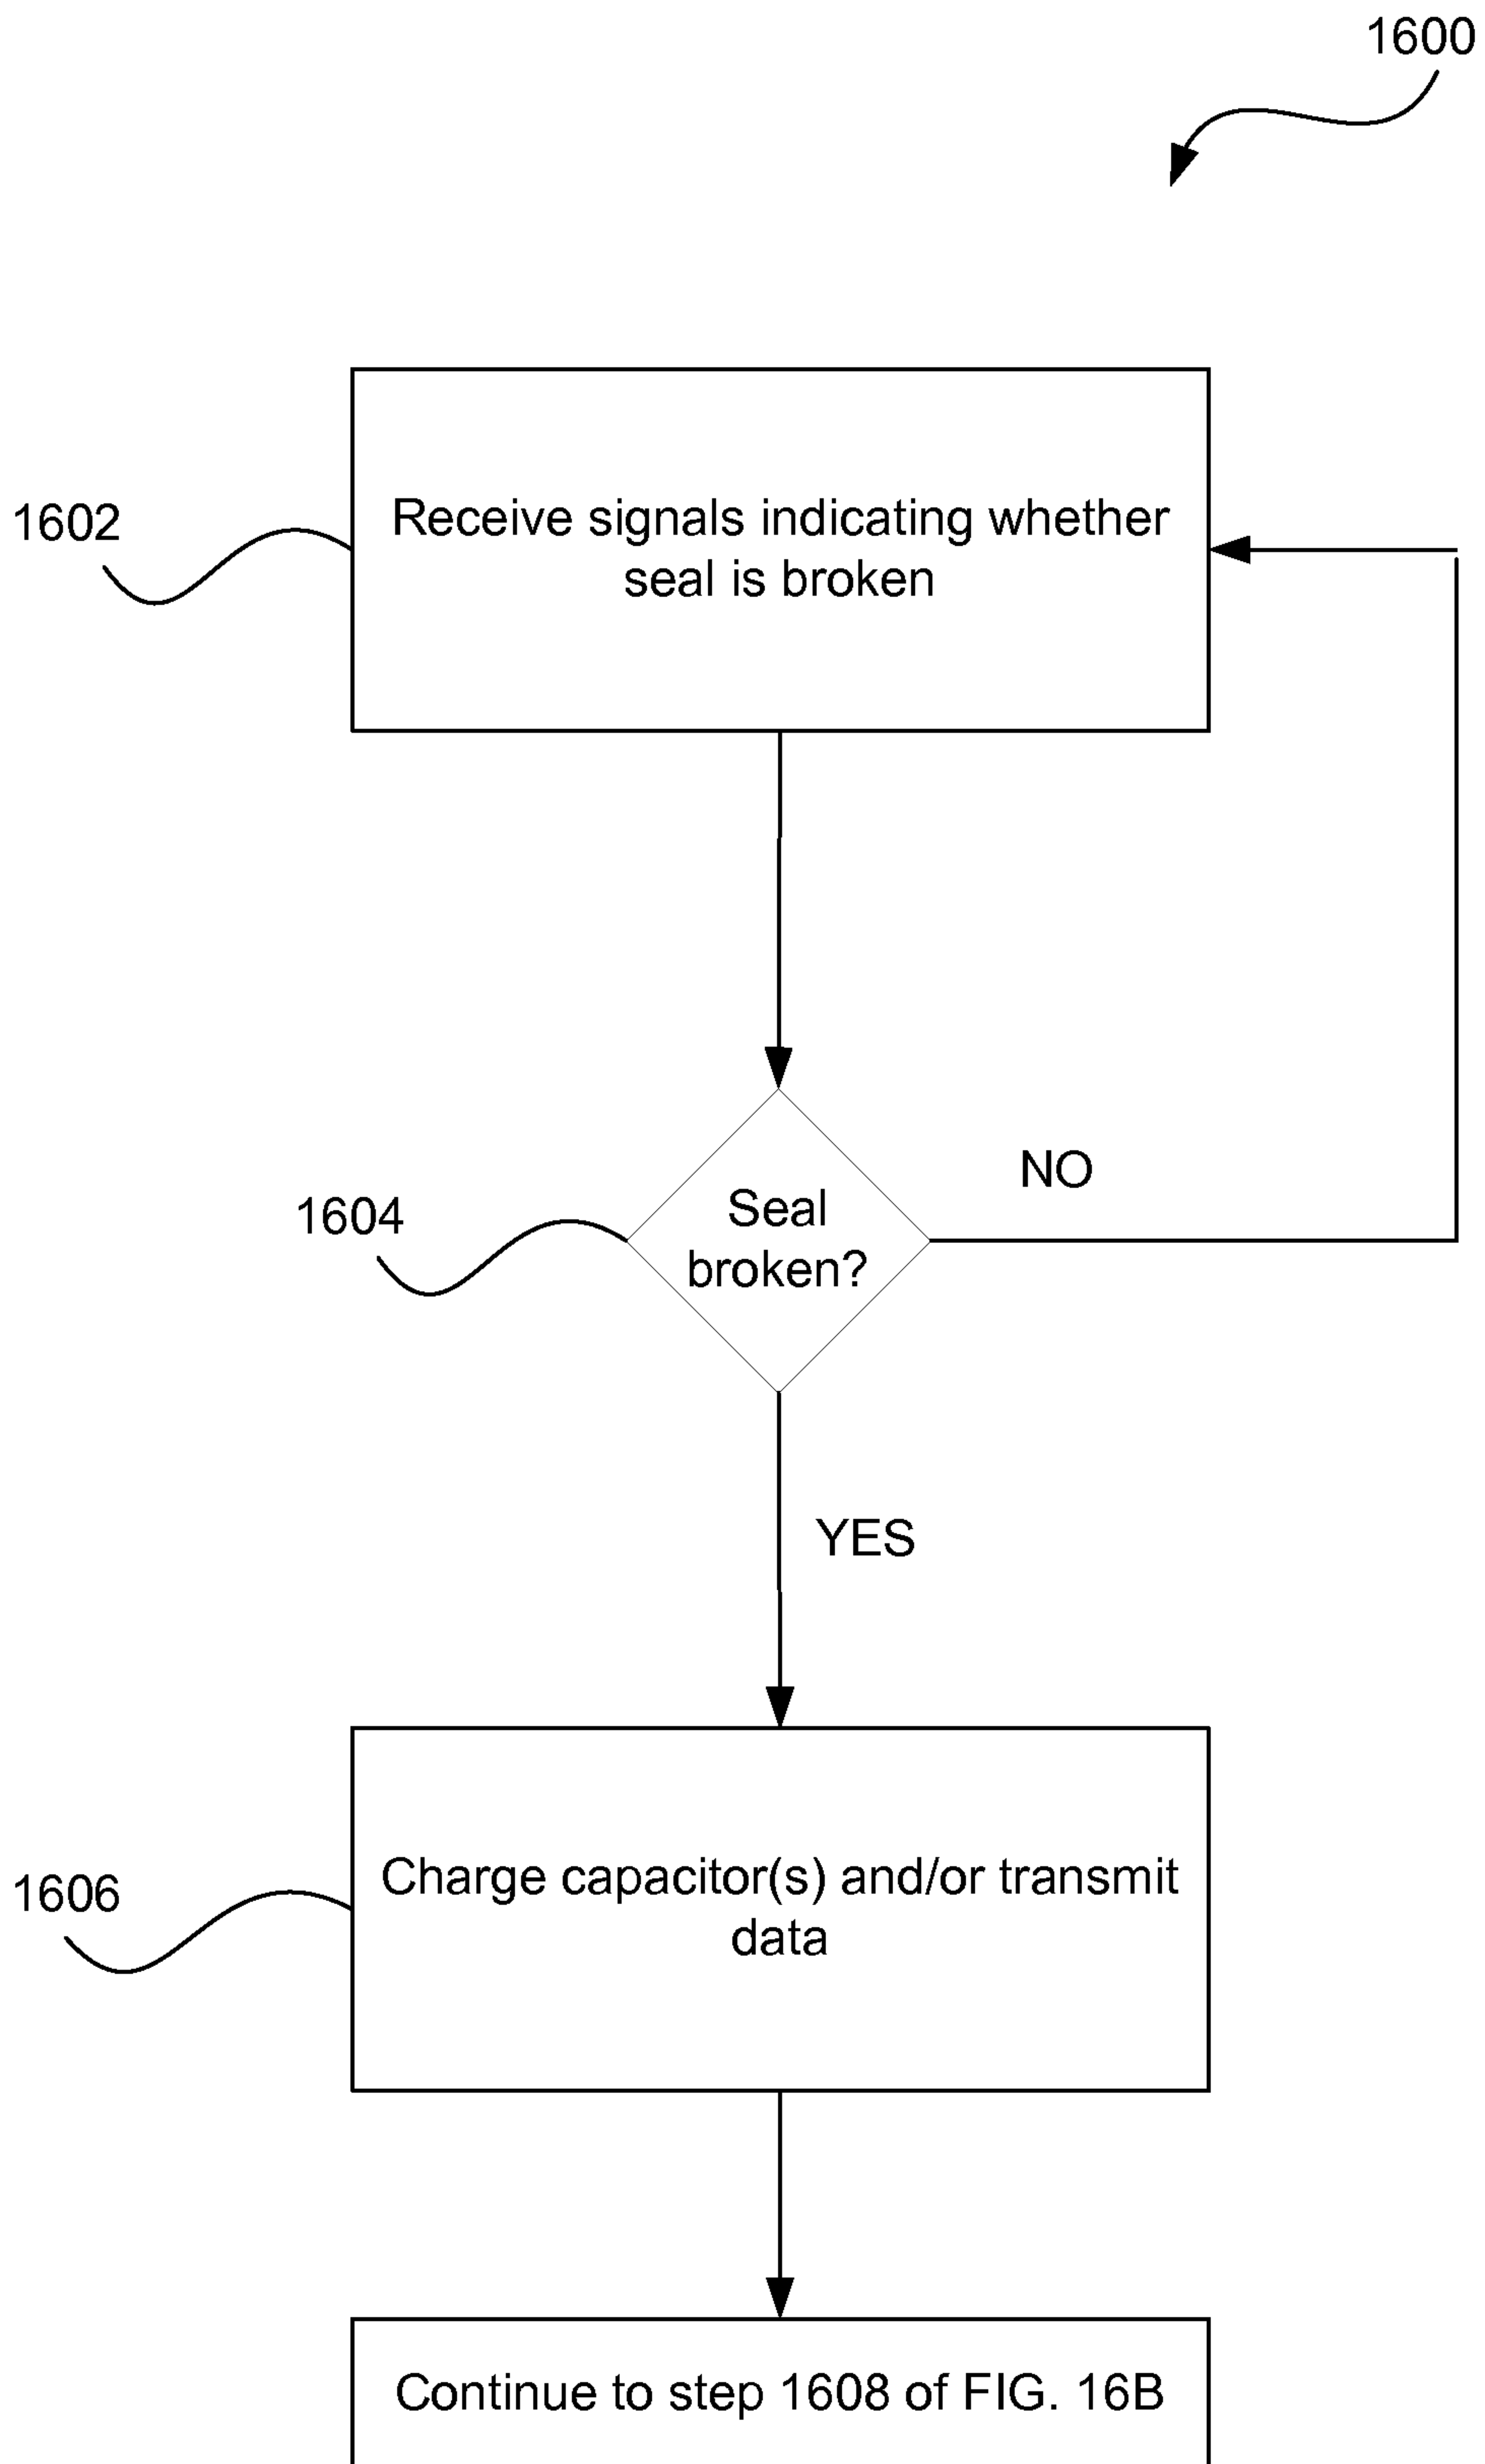 1600
1602
Receive signals indicating whether
seal is broken
1604
Seal
broken?
NO
YES
1606
Charge capacitor(s) and/or transmit
data
Continue to step 1608 of FIG. 16B